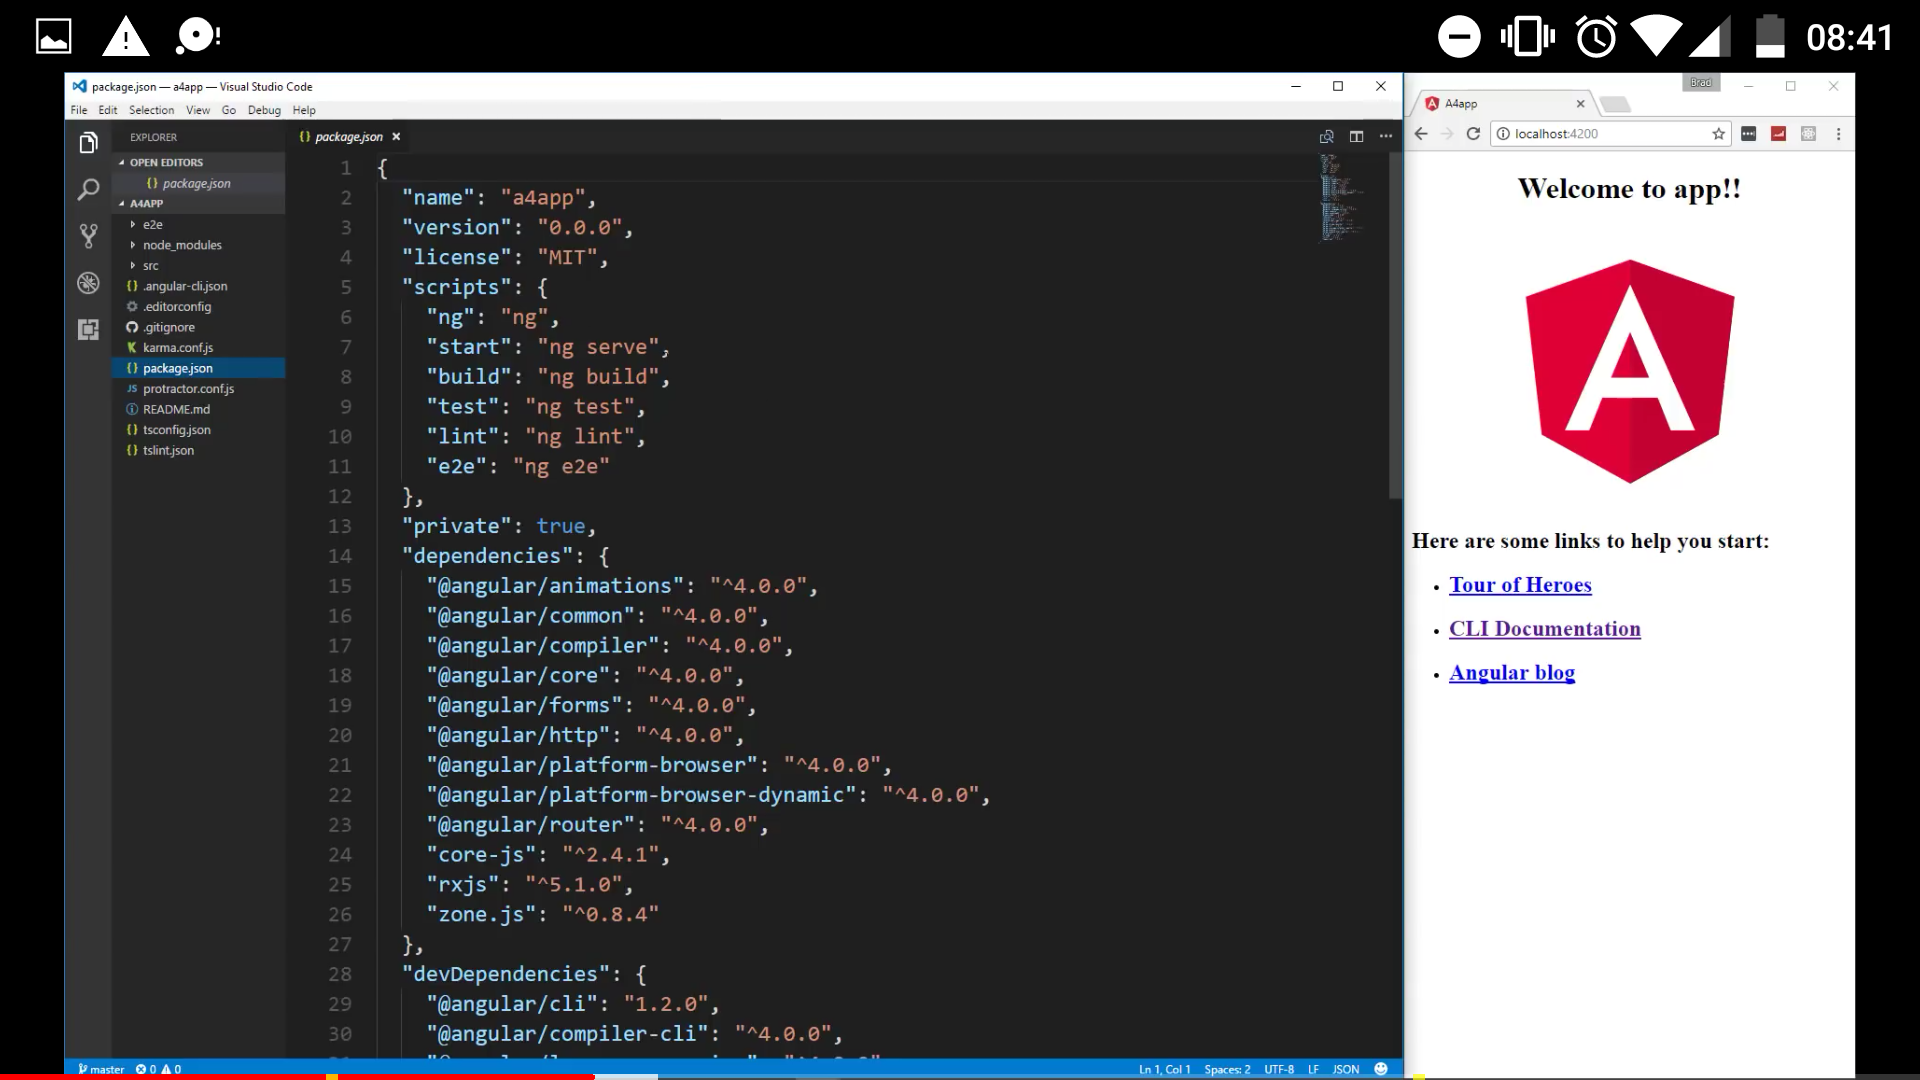 08:41
package.json — a4app — Visual Studio Code
File Edit Selection View Go Debug Help
EXPLORER
OPEN EDITORS
{} package.json
A4APP
e2e
node_modules
src
{} .angular-cli.json
.editorconfig
.gitignore
karma.conf.js
{} package.json
JS protractor.conf.js
README.md
{} tsconfig.json
{} tslint.json
{} package.json
1 {
2 "name": "a4app",
3 "version": "0.0.0",
4 "license": "MIT",
5 "scripts": {
6 "ng": "ng",
7 "start": "ng serve",
8 "build": "ng build",
9 "test": "ng test",
10 "lint": "ng lint",
11 "e2e": "ng e2e"
12 },
13 "private": true,
14 "dependencies": {
15 "@angular/animations": "^4.0.0",
16 "@angular/common": "^4.0.0",
17 "@angular/compiler": "^4.0.0",
18 "@angular/core": "^4.0.0",
19 "@angular/forms": "^4.0.0",
20 "@angular/http": "^4.0.0",
21 "@angular/platform-browser": "^4.0.0",
22 "@angular/platform-browser-dynamic": "^4.0.0",
23 "@angular/router": "^4.0.0",
24 "core-js": "^2.4.1",
25 "rxjs": "^5.1.0",
26 "zone.js": "^0.8.4"
27 },
28 "devDependencies": {
29 "@angular/cli": "1.2.0",
30 "@angular/compiler-cli": "^4.0.0",
master 0 0
Ln 1, Col 1 Spaces: 2 UTF-8 LF JSON
Brad
A4app
localhost:4200
Welcome to app!!
A
Here are some links to help you start:
Tour of Heroes
CLI Documentation
Angular blog